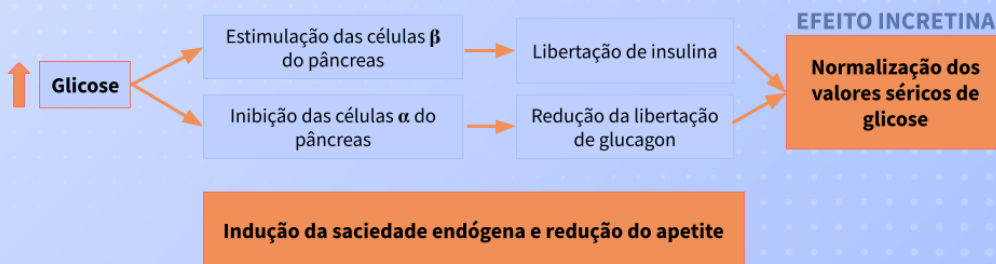 EFEITO INCRETINA
Glicose
Estimulação das células β
do pâncreas
Libertação de insulina
Inibição das células α do
pâncreas
Redução da libertação
de glucagon
Normalização dos
valores séricos de
glicose
Indução da saciedade endógena e redução do apetite